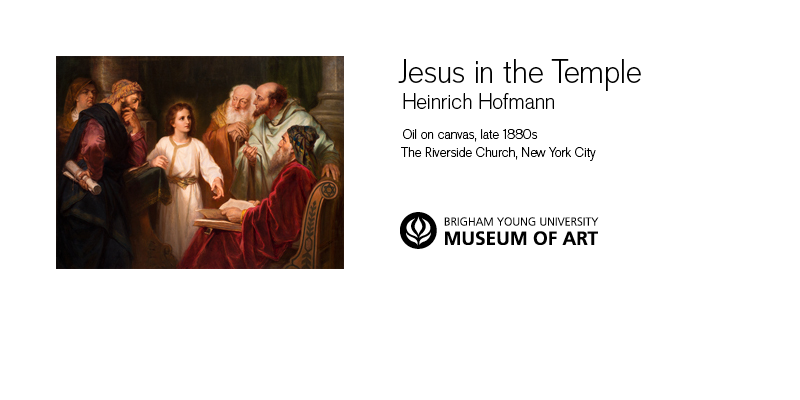 Jesus in the Temple
Heinrich Hofmann
Oil on canvas, late 1880s
The Riverside Church, New York City
BRIGHAM YOUNG UNIVERSITY
MUSEUM OF ART